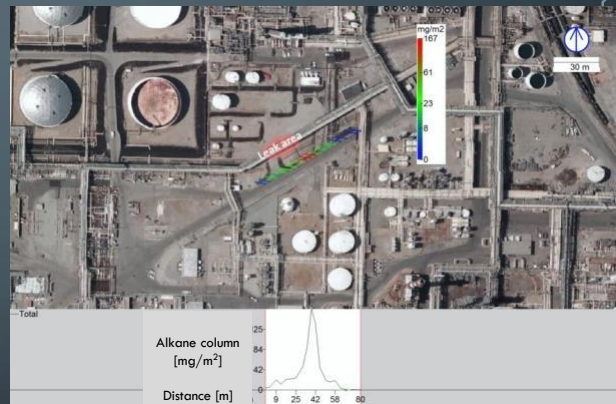 mg/m2
167
61
23
8
0
30 m
Leak area
Total
Alkane column
[mg/m²]
Distance [m]
125
84
42
0
9 25 42 58 80